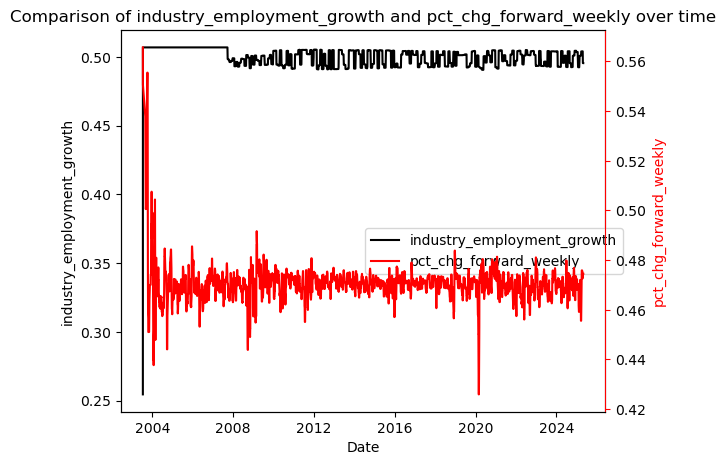 Comparison of industry_employment_growth and pct_chg_forward_weekly over time
industry_employment_growth
0.50
0.45
0.40
0.35
0.30
0.25
0.56
0.54
0.52
0.50
0.48
0.46
0.44
0.42
pct_chg_forward_weekly
industry_employment_growth
pct_chg_forward_weekly
2004 2008 2012 2016 2020 2024
Date